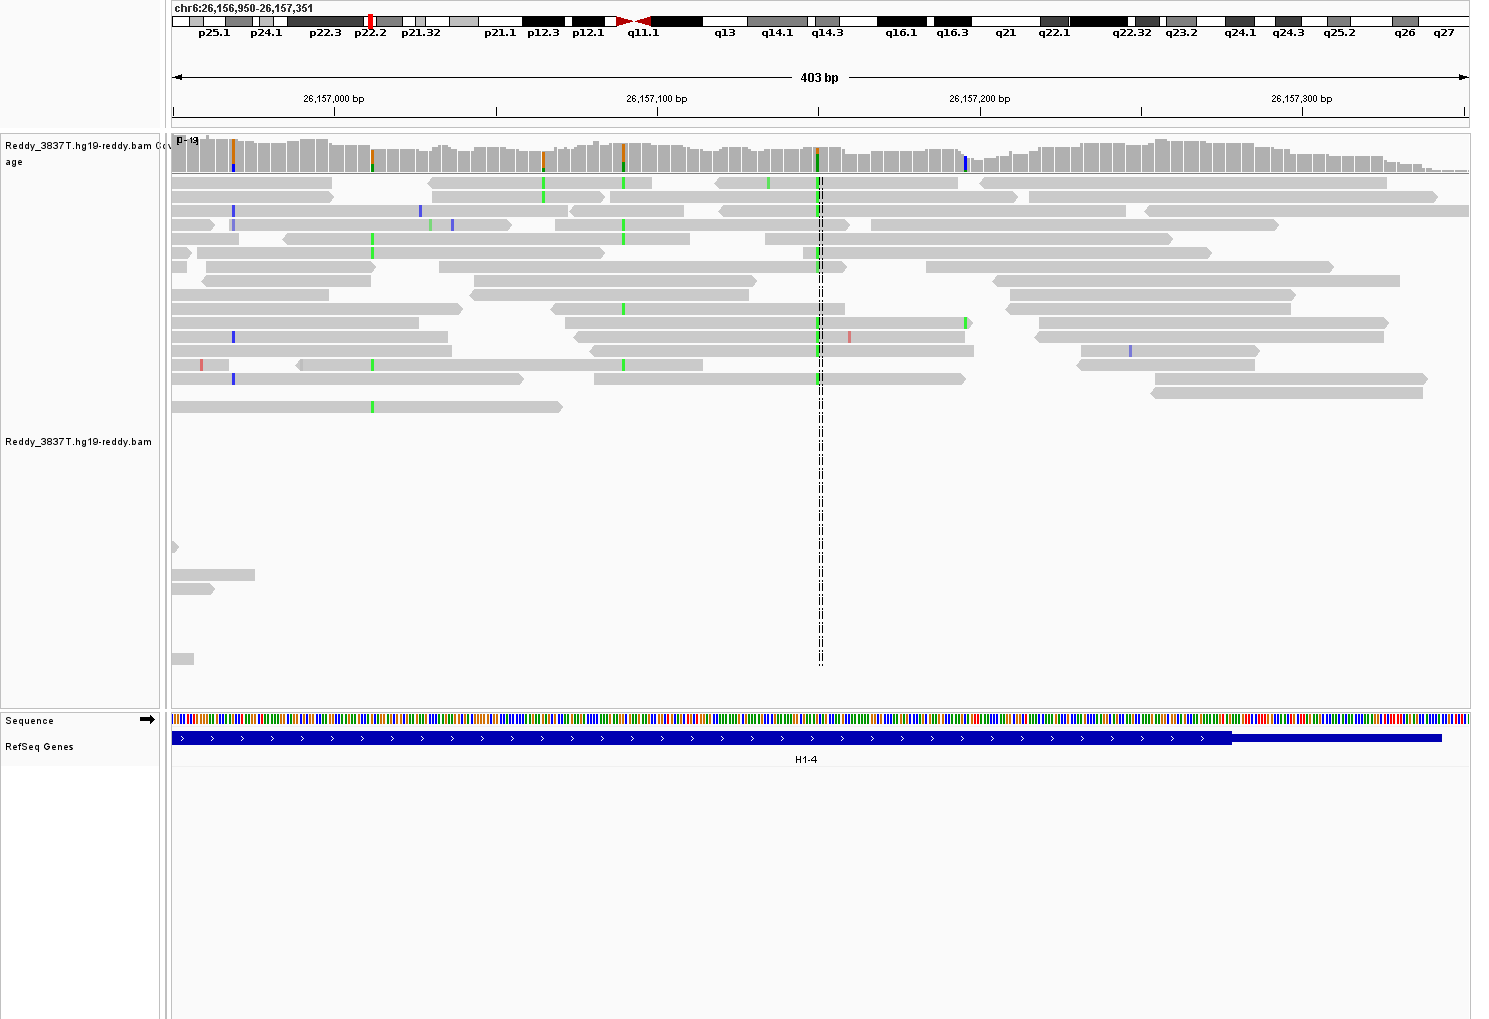 chr6:26,156,950-26,157,351
p25.1 p24.1 p22.3 p22.2 p21.32 p21.1 p12.3 p12.1 q11.1 q13 q14.1 q14.3 q16.1 q16.3 q21 q22.1 q22.32 q23.2 q24.1 q24.3 q25.2 q26 q27
403 bp
26,157,000 bp 26,157,100 bp 26,157,200 bp 26,157,300 bp
Reddy_3837T.hg19-reddy.bam Cov
age
[0 - 19]
Reddy_3837T.hg19-reddy.bam
Sequence
RefSeq Genes
H1-4